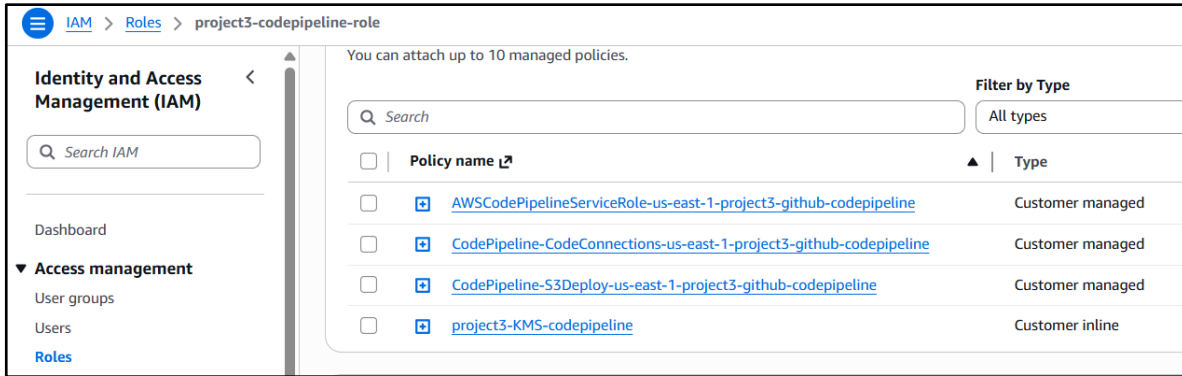 IAM > Roles > project3-codepipeline-role
Identity and Access
Management (IAM)
Search IAM
Dashboard
Access management
User groups
Users
Roles
You can attach up to 10 managed policies.
Filter by Type
Search
All types
Policy name
Type
AWSCodePipelineServiceRole-us-east-1-project3-github-codepipeline
Customer managed
CodePipeline-CodeConnections-us-east-1-project3-github-codepipeline
Customer managed
CodePipeline-S3Deploy-us-east-1-project3-github-codepipeline
Customer managed
project3-KMS-codepipeline
Customer inline